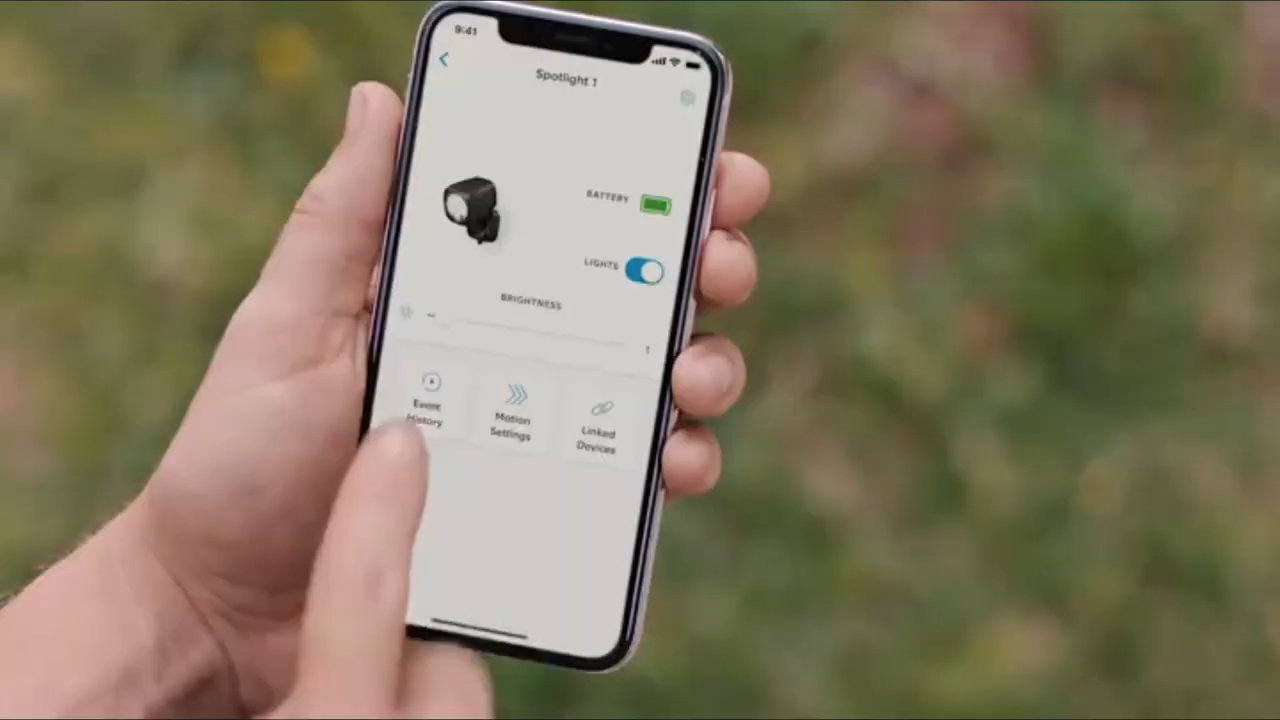 9:41
Spotlight 1
BATTERY
LIGHTS
BRIGHTNESS
Event
History
Motion
Settings
Linked
Devices